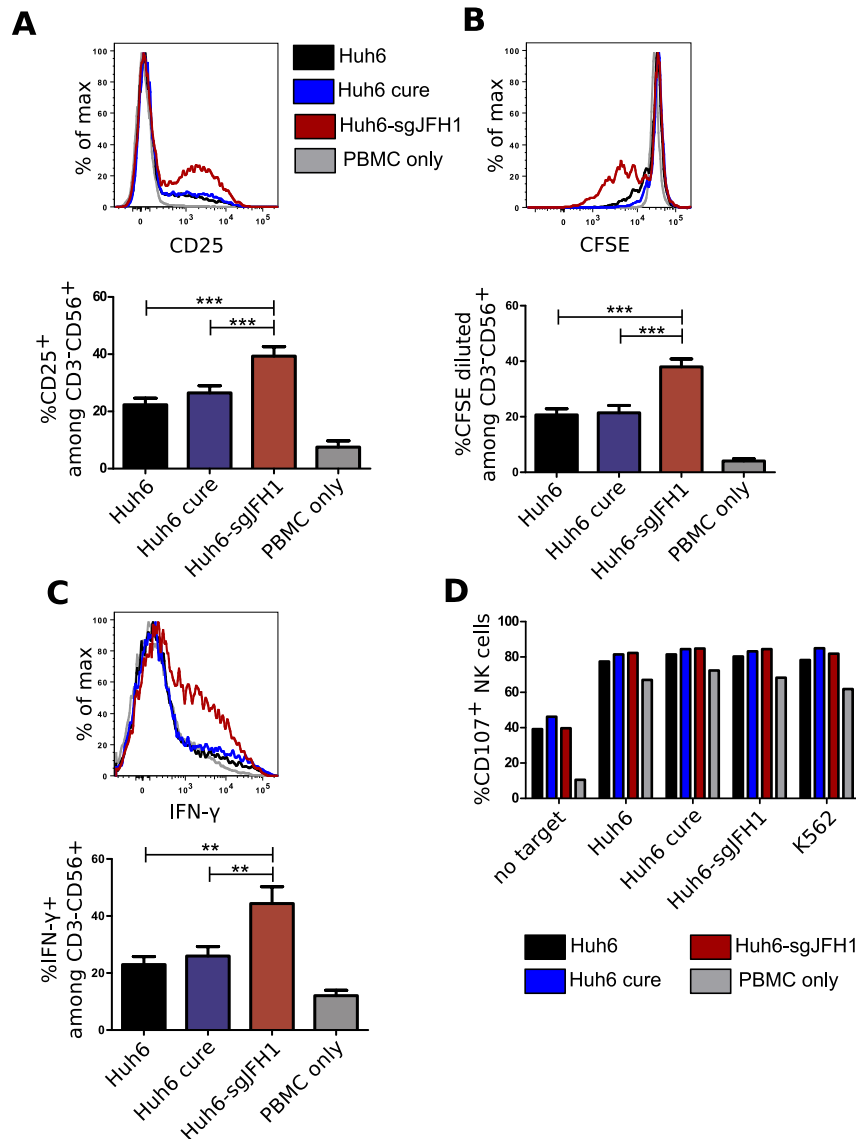 A
% of max
100
80
60
40
20
0
0
10³
10⁴
10⁵
CD25
Huh6
Huh6 cure
Huh6-sgJFH1
PBMC only
B
% of max
100
80
60
40
20
0
10³
10⁴
10⁵
CFSE
%CD25⁺
among CD3⁻CD56⁺
60
40
20
0
***
***
Huh6
Huh6 cure
Huh6-sgJFH1
PBMC only
%CFSE diluted
among CD3⁻CD56⁺
60
40
20
0
***
***
Huh6
Huh6 cure
Huh6-sgJFH1
PBMC only
C
% of max
100
80
60
40
20
0
0
10³
10⁴
10⁵
IFN-γ
%IFN-γ+
among CD3-CD56+
60
40
20
0
**
**
Huh6
Huh6 cure
Huh6-sgJFH1
PBMC only
D
%CD107⁺ NK cells
100
80
60
40
20
0
no target
Huh6
Huh6 cure
Huh6-sgJFH1
K562
Huh6
Huh6-sgJFH1
Huh6 cure
PBMC only